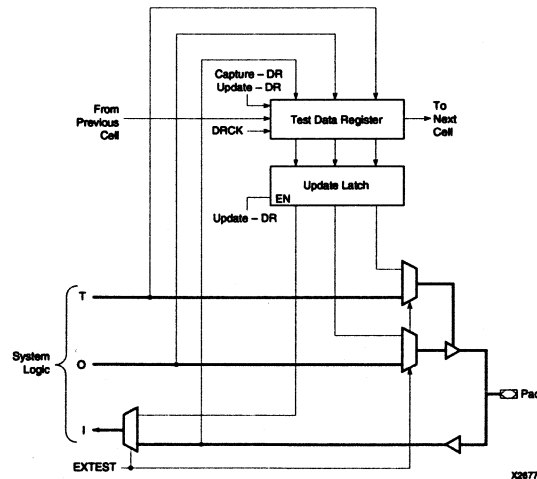 Capture – DR
Update – DR
From
Previous
Cell
Test Data Register
To
Next
Cell
DRCK
Update Latch
EN
Update – DR
T
System
Logic
O
Pad
I
EXTEST
X2677